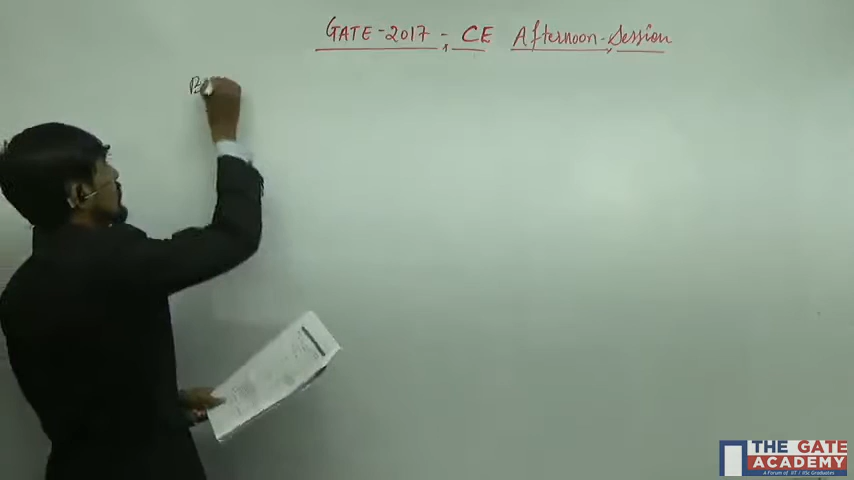 GATE-2017 - CE Afternoon-Session
THE GATE
ACADEMY
A Forum of IIT / IISc Graduates